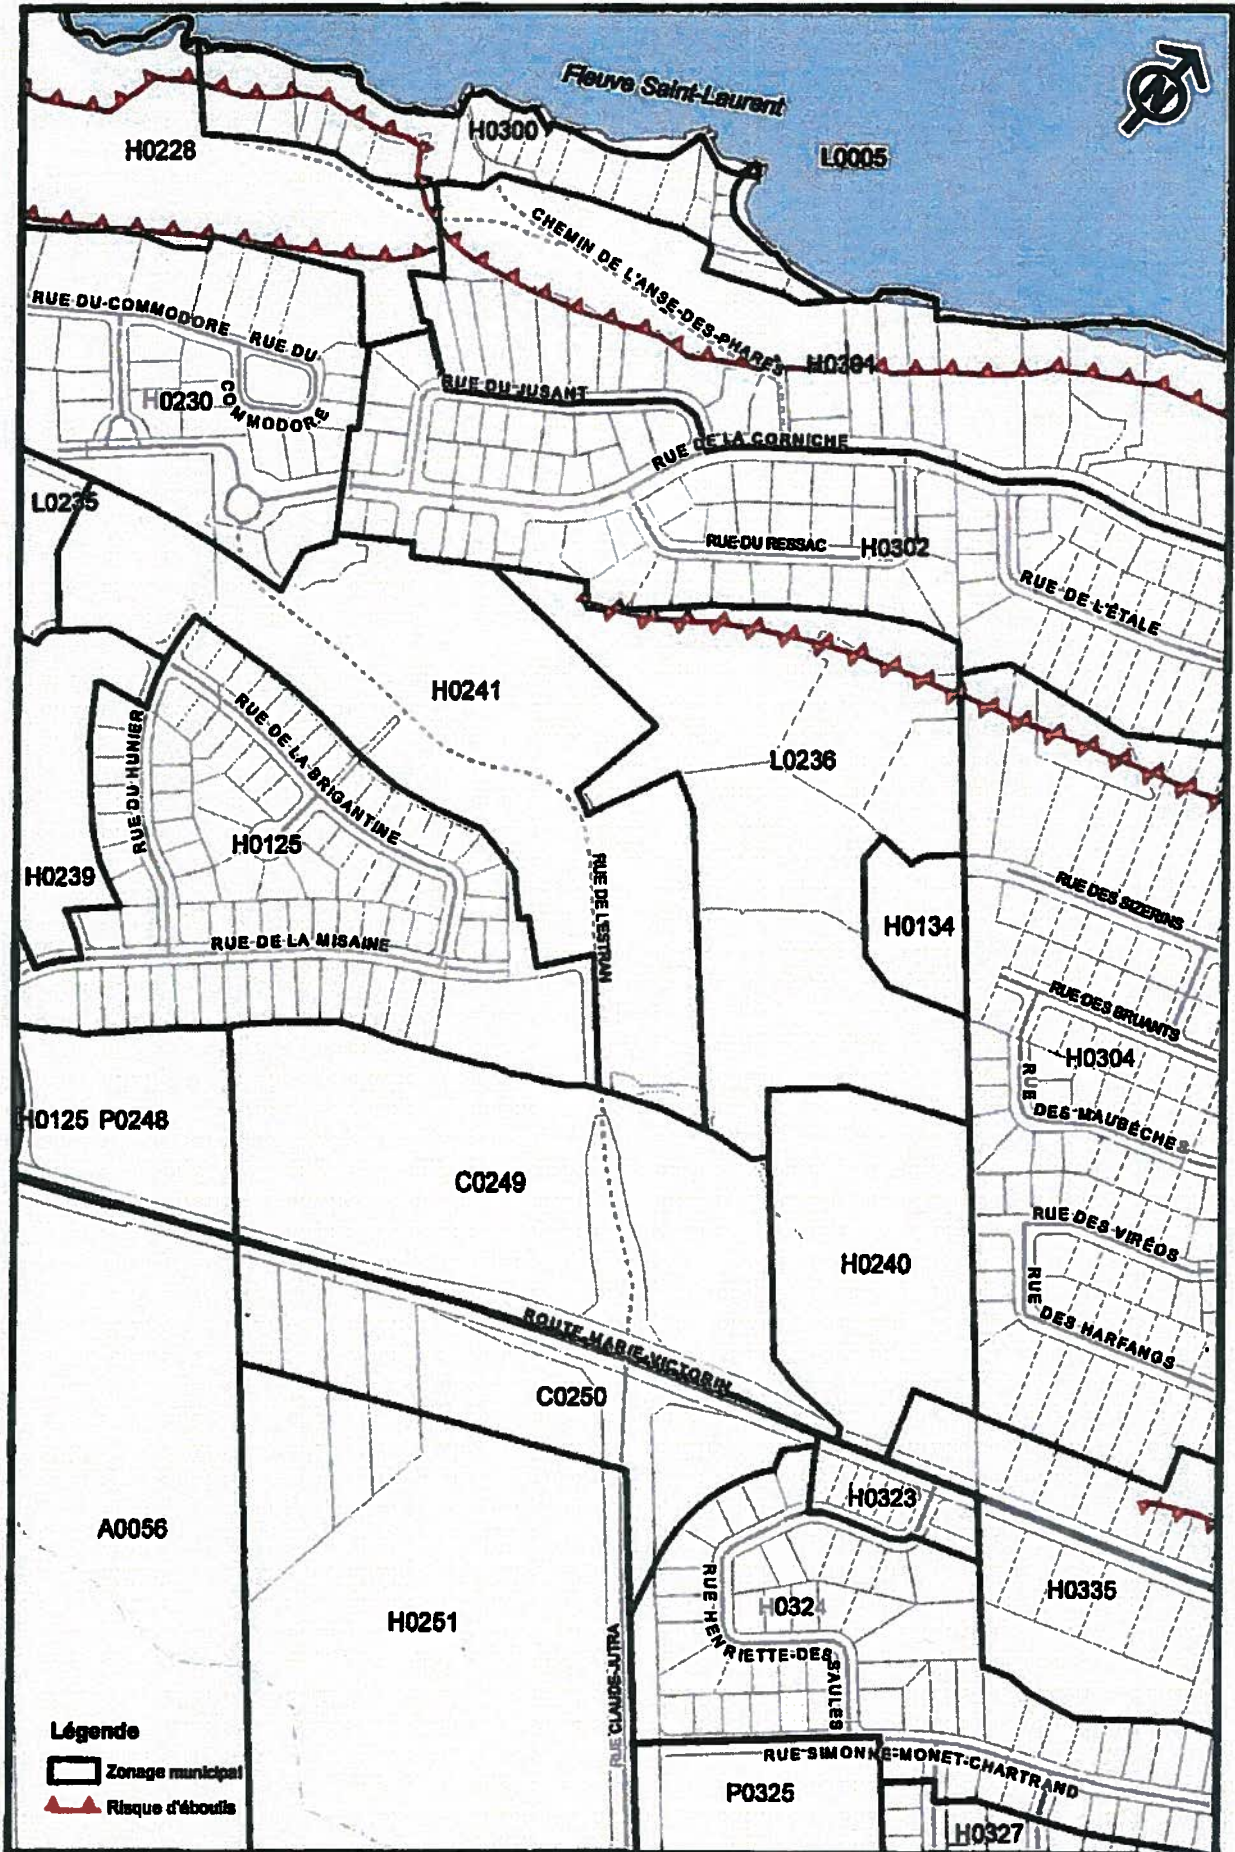 Fleuve Saint-Laurent
N
H0300
L0005
H0228
CHEMIN DE L'ANSE-DES-PHARES
RUE DU COMMODORE
RUE DU
COMMODORE
H0301
H0230
RUE DU JUSANT
RUE DE LA CORNICHE
L0235
RUE DU RESSAC
H0302
RUE DE L'ÉTALE
H0241
RUE DE LA BRIGANTINE
RUE DU HUNIER
L0236
H0125
H0239
RUE DE L'ESTRAN
RUE DES SIZERINS
H0134
RUE DE LA MISAINE
RUE DES BRUANTS
H0304
RUE
DES MAUBÈCHES
H0125
P0248
C0249
RUE DES VIRÉOS
H0240
RUE
DES HARFANGS
ROUTE MARIE-VICTORIN
C0250
H0323
A0056
H0335
H0324
H0251
RUE HENRIETTE-DES
SAULES
RUE CLAUDE-JUTRA
RUE SIMONNE-MONET-CHARTRAND
P0325
H0327
Légende
Zonage municipal
Risque d'éboulis